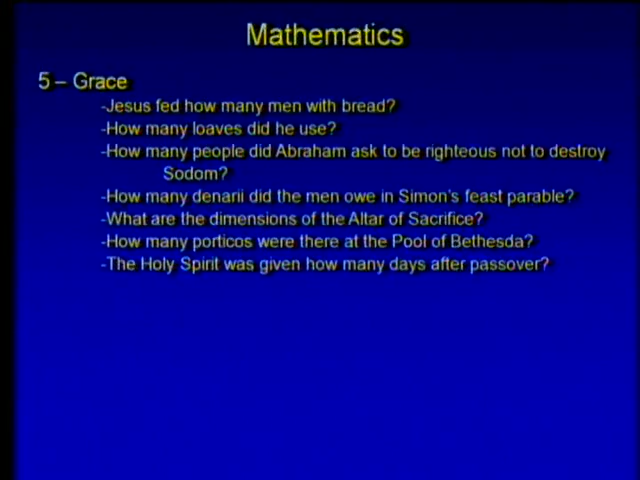 Mathematics
5 – Grace
-Jesus fed how many men with bread?
-How many loaves did he use?
-How many people did Abraham ask to be righteous not to destroy
Sodom?
-How many denarii did the men owe in Simon's feast parable?
-What are the dimensions of the Altar of Sacrifice?
-How many porticos were there at the Pool of Bethesda?
-The Holy Spirit was given how many days after passover?